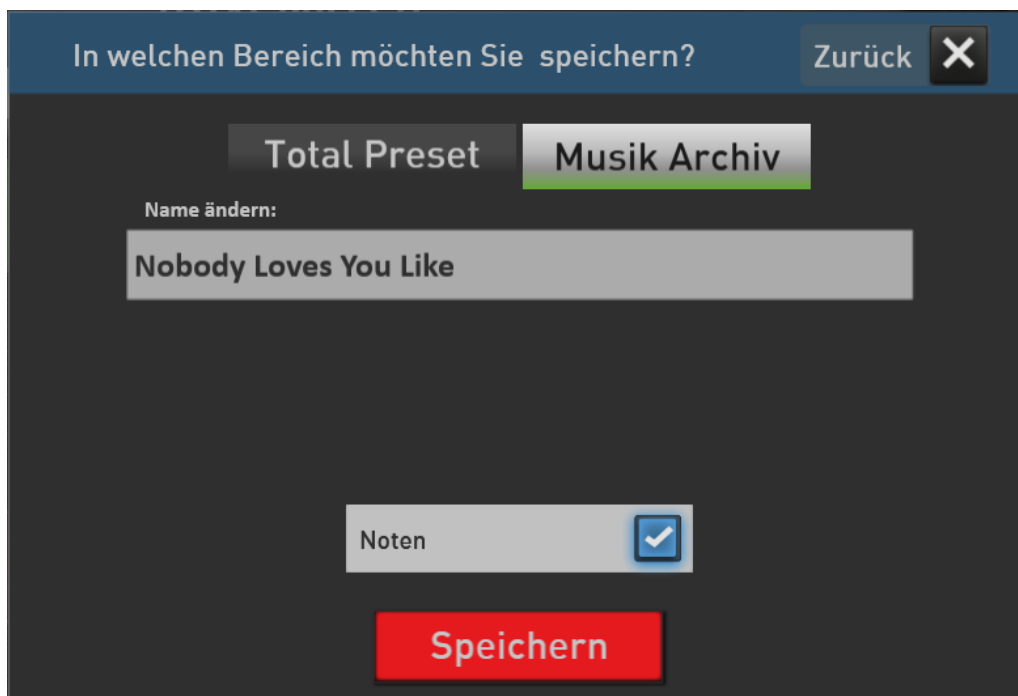 In welchen Bereich möchten Sie speichern?
Zurück
Total Preset
Musik Archiv
Name ändern:
Nobody Loves You Like
Noten
Speichern